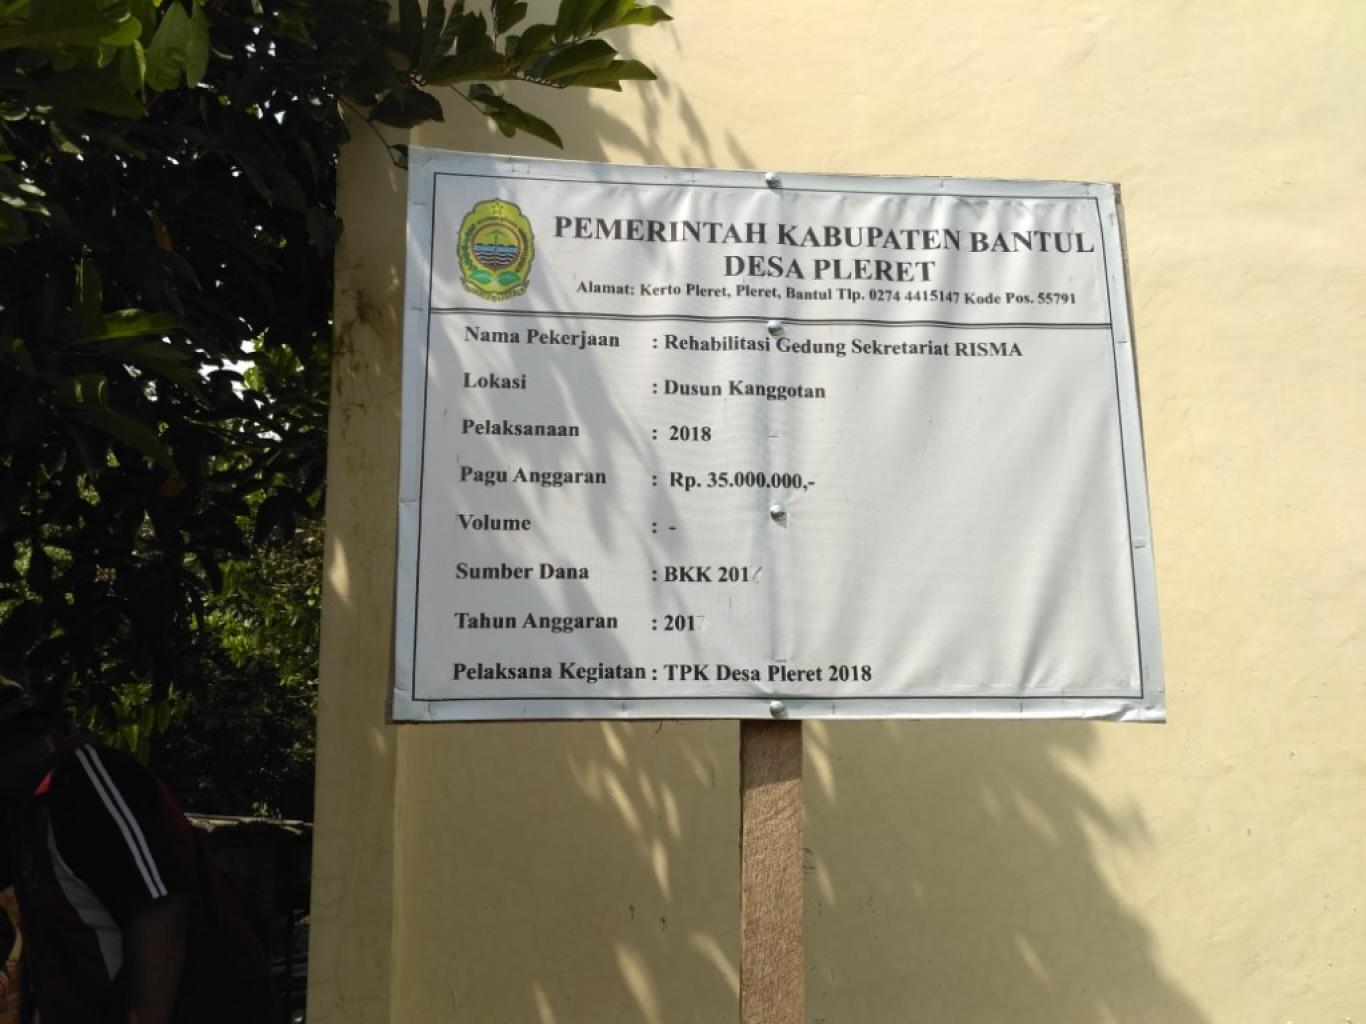 PEMERINTAH KABUPATEN BANTUL
DESA PLERET
Alamat: Kerto Pleret, Pleret, Bantul Tlp. 0274 4415147 Kode Pos. 55791
Nama Pekerjaan : Rehabilitasi Gedung Sekretariat RISMA
Lokasi : Dusun Kanggotan
Pelaksanaan : 2018
Pagu Anggaran : Rp. 35.000.000,-
Volume : -
Sumber Dana : BKK
Tahun Anggaran : 2017
Pelaksana Kegiatan : TPK Desa Pleret 2018